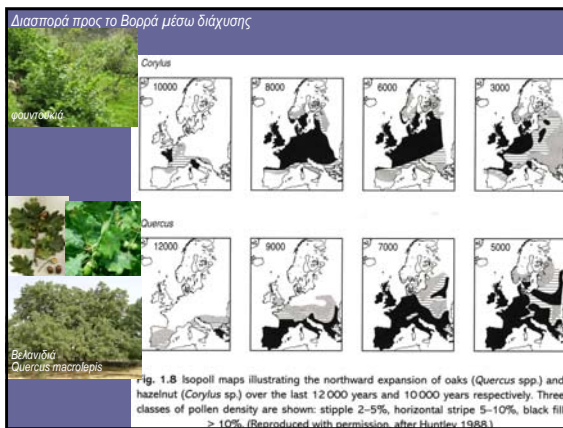 Διασπορά προς το Βορρά μέσω διάχυσης
Corylus
10000
8000
6000
3000
φουντουκιά
Quercus
12000
9000
7000
5000
Βελανιδιά
Quercus macrolepis
Fig. 1.8 Isopoll maps illustrating the northward expansion of oaks (Quercus spp.) and
hazelnut (Corylus sp.) over the last 12 000 years and 10 000 years respectively. Three
classes of pollen density are shown: stipple 2–5%, horizontal stripe 5–10%, black fill
> 10%. (Reproduced with permission, after Huntley 1988.)